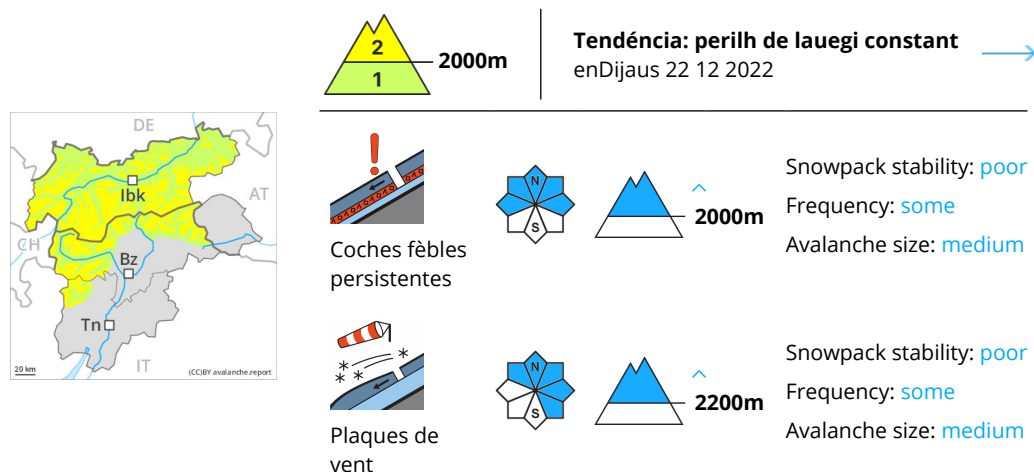 2
1
2000m
Tendéncia: perilh de lauegi constant
enDijaus 22 12 2022
DE
AT
CH
IT
Ibk
Bz
Tn
20 km
(CC)BY avalanche.report
Coches fèbles
persistentes
N
S
2000m
Snowpack stability: poor
Frequency: some
Avalanche size: medium
Plaques de
vent
N
S
2200m
Snowpack stability: poor
Frequency: some
Avalanche size: medium